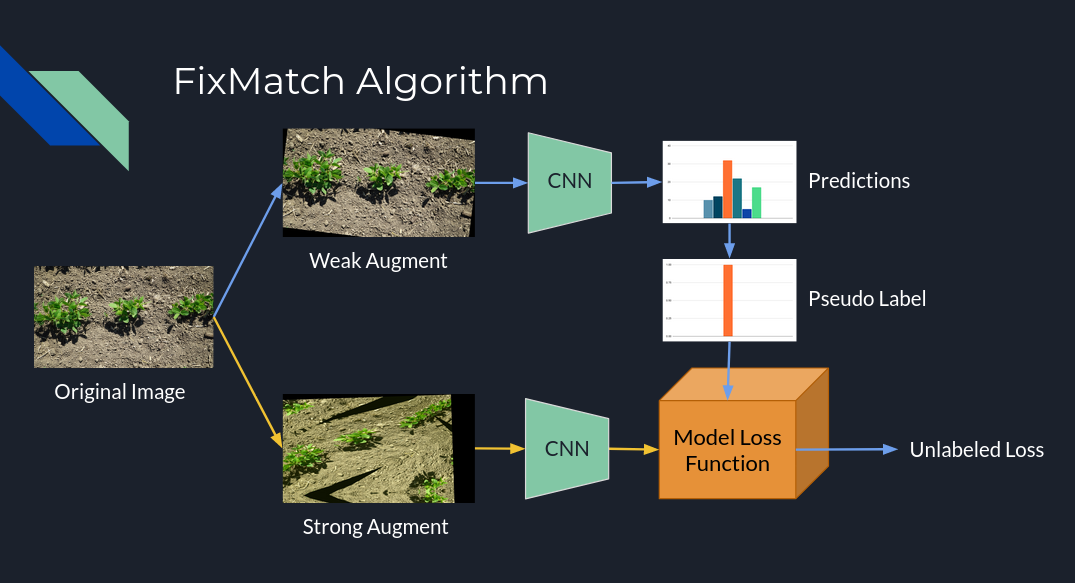 FixMatch Algorithm
CNN
Predictions
Weak Augment
Pseudo Label
Original Image
CNN
Model Loss
Function
Unlabeled Loss
Strong Augment